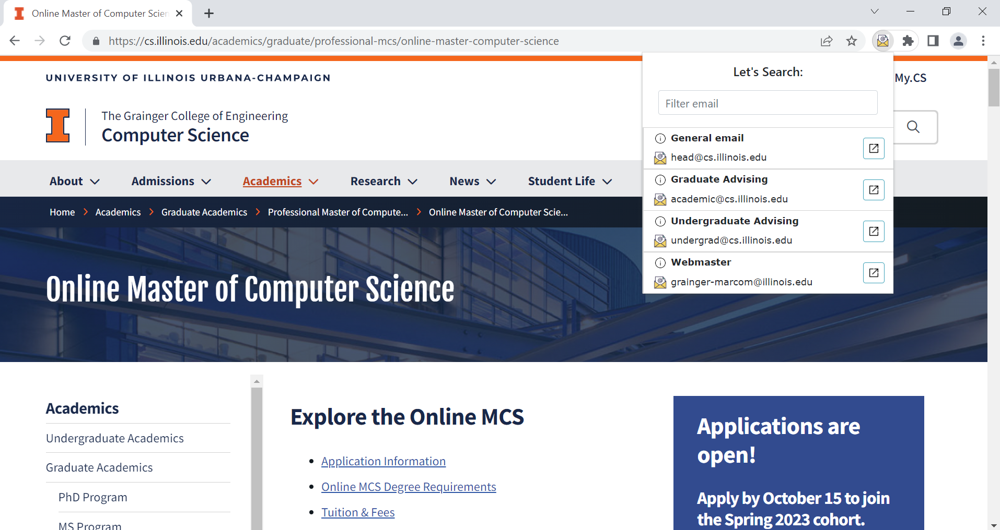 Online Master of Computer Scien
https://cs.illinois.edu/academics/graduate/professional-mcs/online-master-computer-science
UNIVERSITY OF ILLINOIS URBANA-CHAMPAIGN
My.CS
The Grainger College of Engineering
Computer Science
Let's Search:
Filter email
General email
head@cs.illinois.edu
Graduate Advising
academic@cs.illinois.edu
Undergraduate Advising
undergrad@cs.illinois.edu
Webmaster
grainger-marcom@illinois.edu
About Admissions Academics Research News Student Life
Home > Academics > Graduate Academics > Professional Master of Compute... > Online Master of Computer Scie...
Online Master of Computer Science
Academics
Undergraduate Academics
Graduate Academics
PhD Program
MS Program
Explore the Online MCS
• Application Information
• Online MCS Degree Requirements
• Tuition & Fees
Applications are
open!
Apply by October 15 to join
the Spring 2023 cohort.